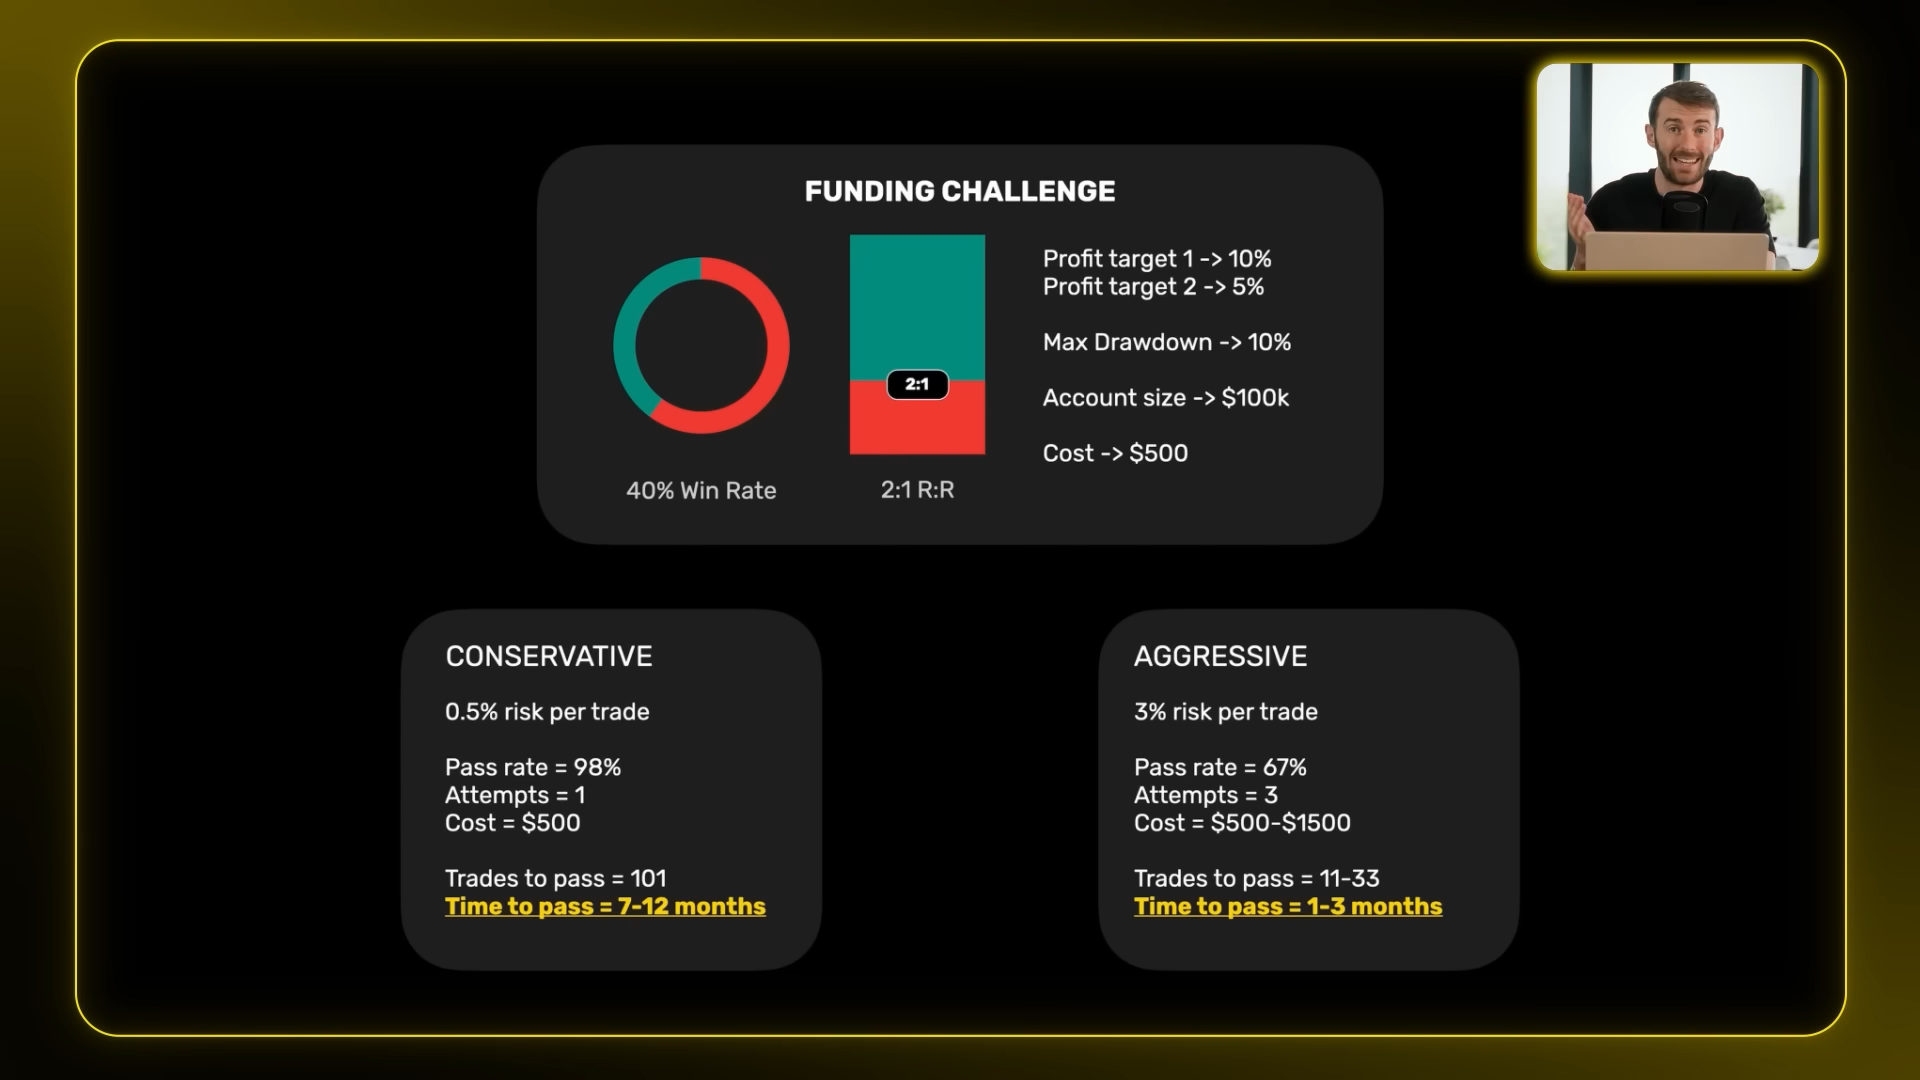 FUNDING CHALLENGE
Profit target 1 -> 10%
Profit target 2 -> 5%
Max Drawdown -> 10%
Account size -> $100k
Cost -> $500
2:1
40% Win Rate
2:1 R:R
CONSERVATIVE
0.5% risk per trade
Pass rate = 98%
Attempts = 1
Cost = $500
Trades to pass = 101
Time to pass = 7-12 months
AGGRESSIVE
3% risk per trade
Pass rate = 67%
Attempts = 3
Cost = $500-$1500
Trades to pass = 11-33
Time to pass = 1-3 months